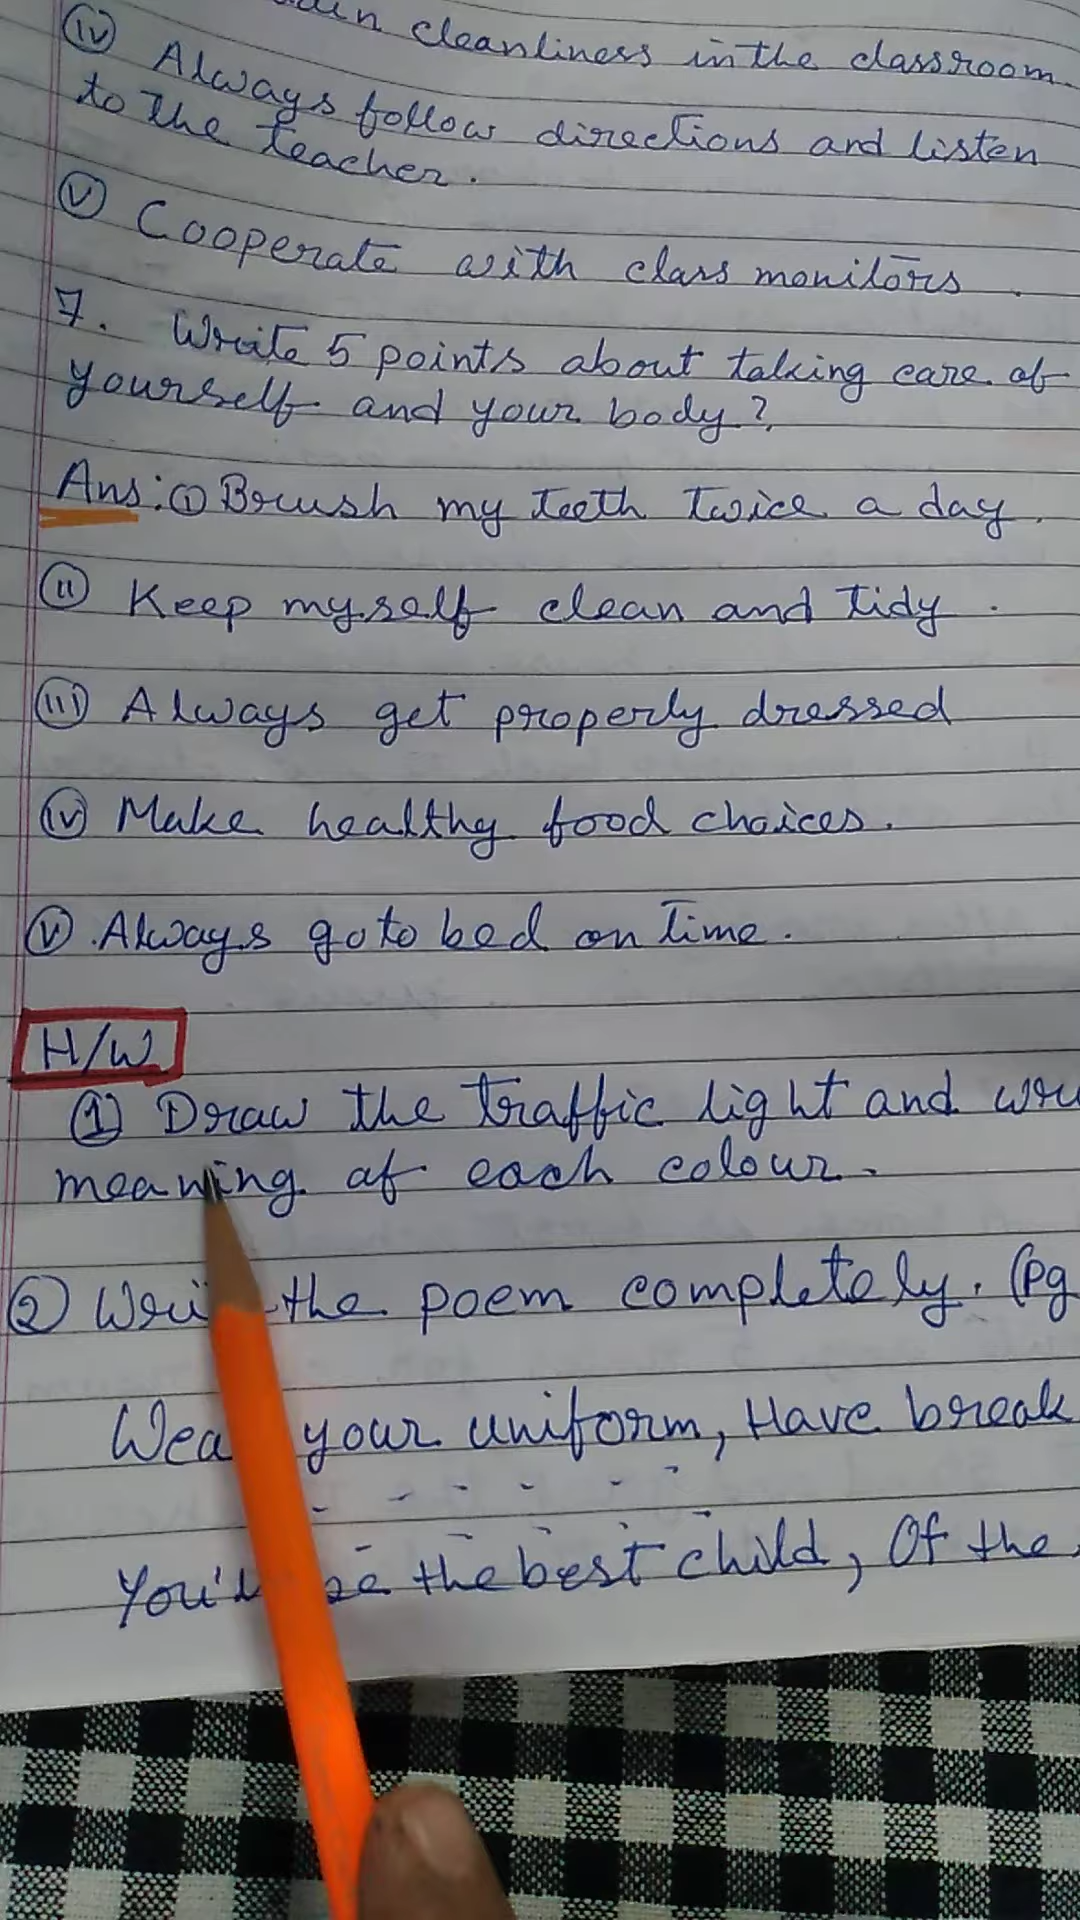 cleanliness in the classroom
(iv) Always follow directions and listen
to the teacher.
(v) Cooperate with class monitors.
7. Write 5 points about taking care of
yourself and your body?
Ans: (i) Brush my teeth twice a day.
(ii) Keep myself clean and tidy.
(iii) Always get properly dressed
(iv) Make healthy food choices.
(v) Always go to bed on time.
H/W
(1) Draw the traffic light and
meaning of each colour.
(2) the poem completely. (pg
your uniform, Have break
the best child, Of the